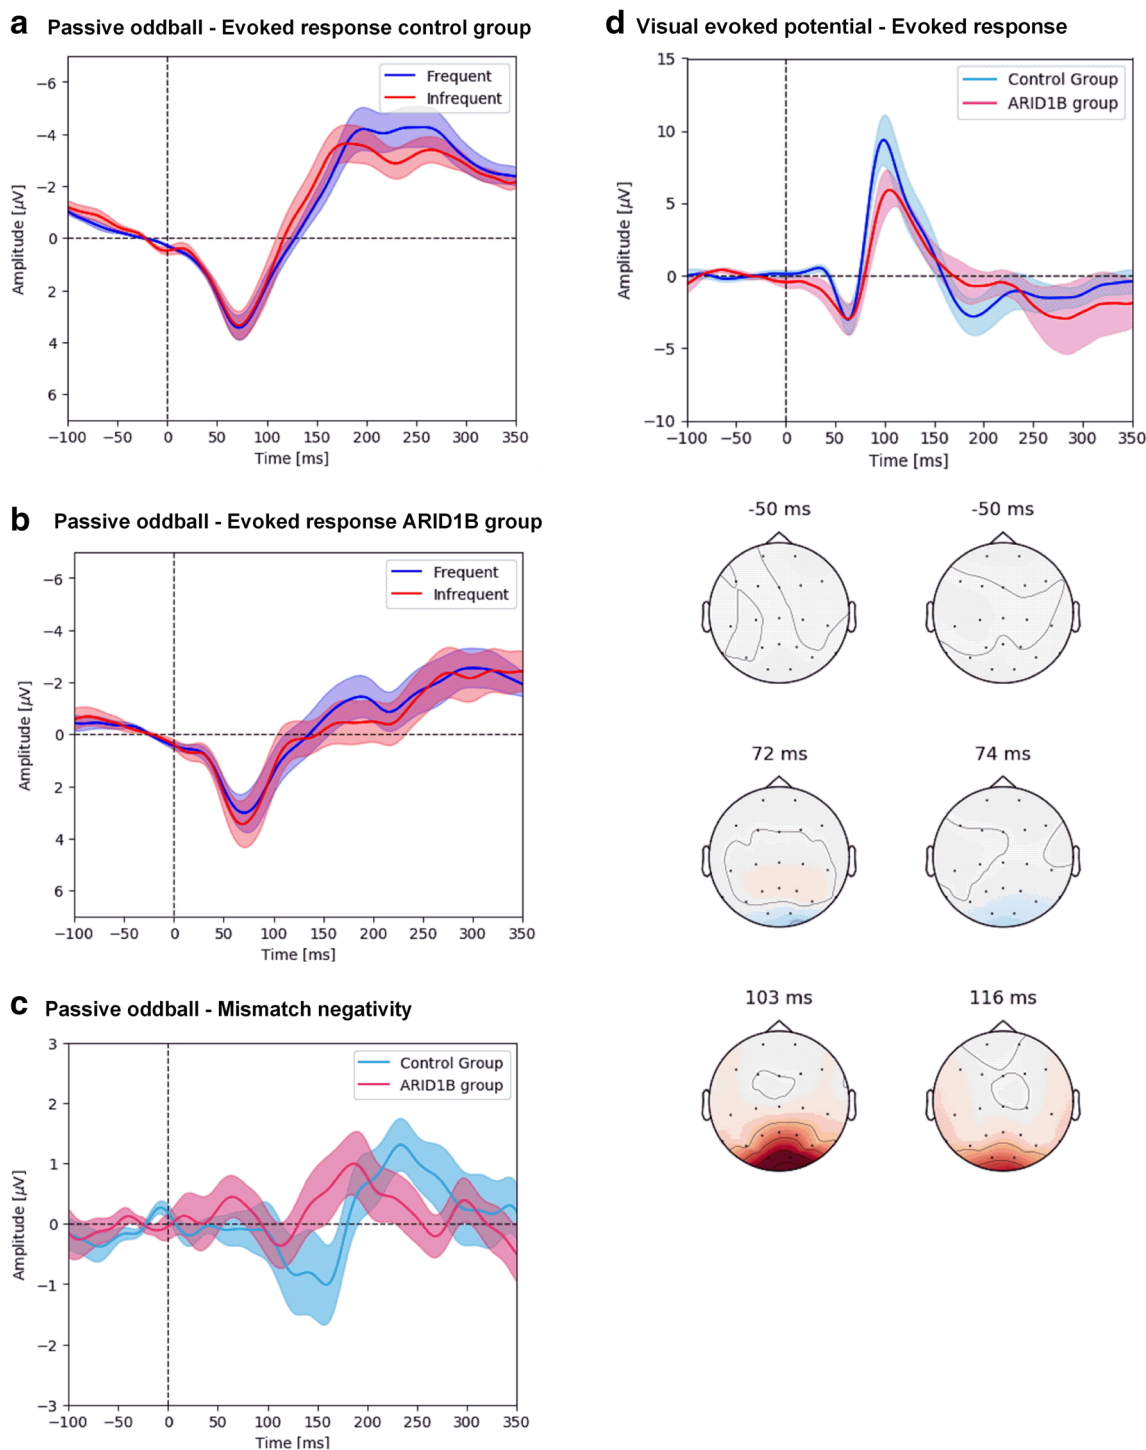 a Passive oddball - Evoked response control group
−6
−4
−2
0
2
4
6
Amplitude [µV]
Frequent
Infrequent
−100 −50 0 50 100 150 200 250 300 350
Time [ms]
b Passive oddball - Evoked response ARID1B group
−6
−4
−2
0
2
4
6
Amplitude [µV]
Frequent
Infrequent
−100 −50 0 50 100 150 200 250 300 350
Time [ms]
c Passive oddball - Mismatch negativity
3
2
1
0
−1
−2
−3
Amplitude [µV]
Control Group
ARID1B group
−100 −50 0 50 100 150 200 250 300 350
Time [ms]
d Visual evoked potential - Evoked response
15
10
5
0
−5
−10
Amplitude [µV]
Control Group
ARID1B group
−100 −50 0 50 100 150 200 250 300 350
Time [ms]
-50 ms -50 ms
72 ms 74 ms
103 ms 116 ms